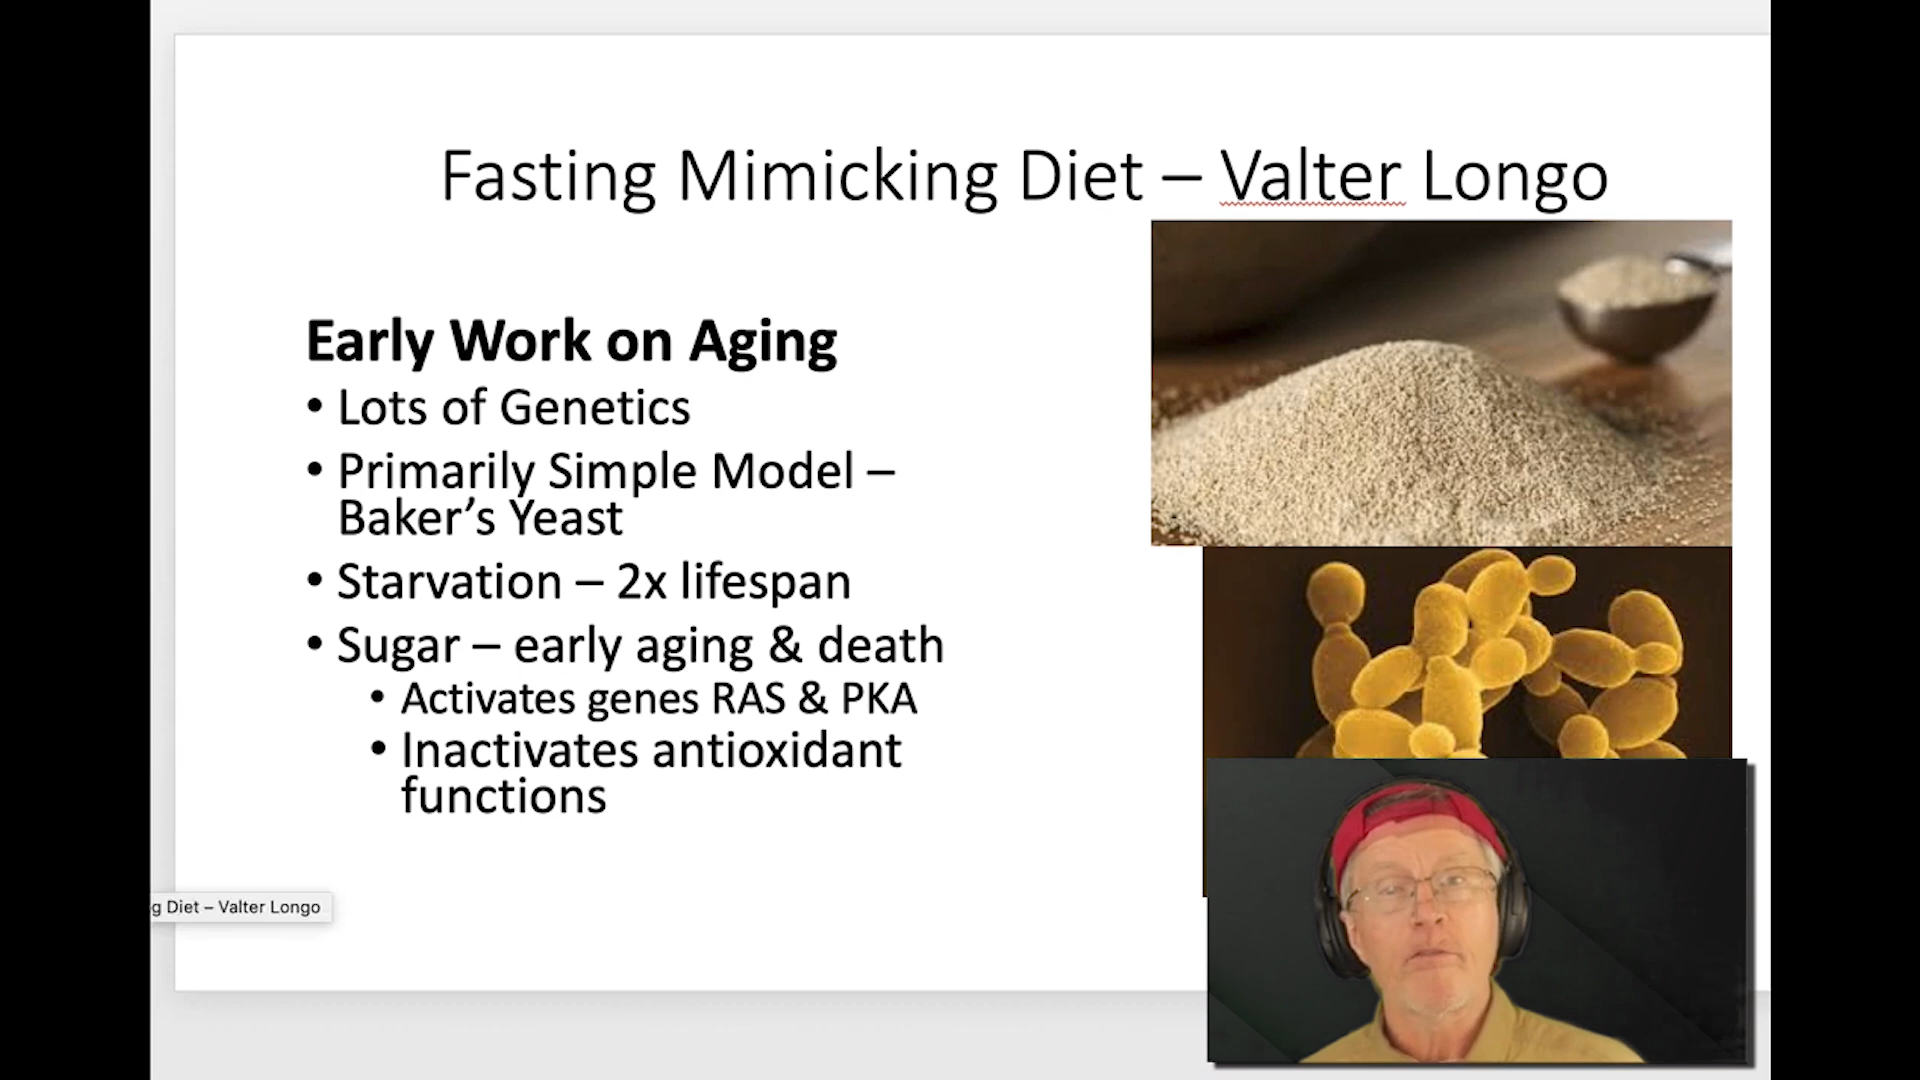 Fasting Mimicking Diet – Valter Longo
Early Work on Aging
• Lots of Genetics
• Primarily Simple Model –
Baker’s Yeast
• Starvation – 2x lifespan
• Sugar – early aging & death
• Activates genes RAS & PKA
• Inactivates antioxidant
functions
g Diet – Valter Longo